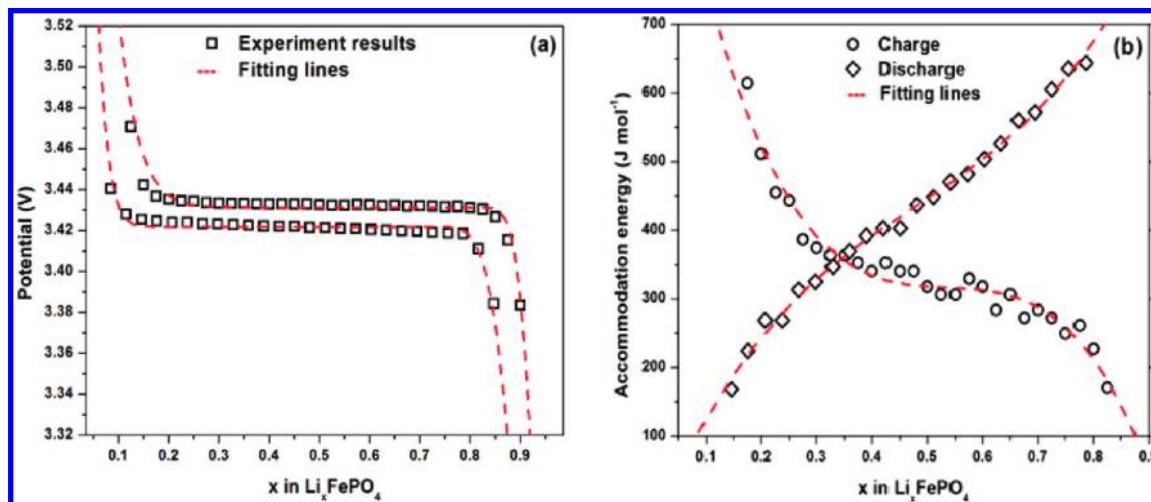 3.52
3.50
3.48
3.46
3.44
3.42
3.40
3.38
3.36
3.34
3.32
Potential (V)
Experiment results
Fitting lines
(a)
0.1 0.2 0.3 0.4 0.5 0.6 0.7 0.8 0.9
x in LiₓFePO₄
700
600
500
400
300
200
100
Accommodation energy (J mol⁻¹)
Charge
Discharge
Fitting lines
(b)
0.1 0.2 0.3 0.4 0.5 0.6 0.7 0.8 0.9
x in LiₓFePO₄